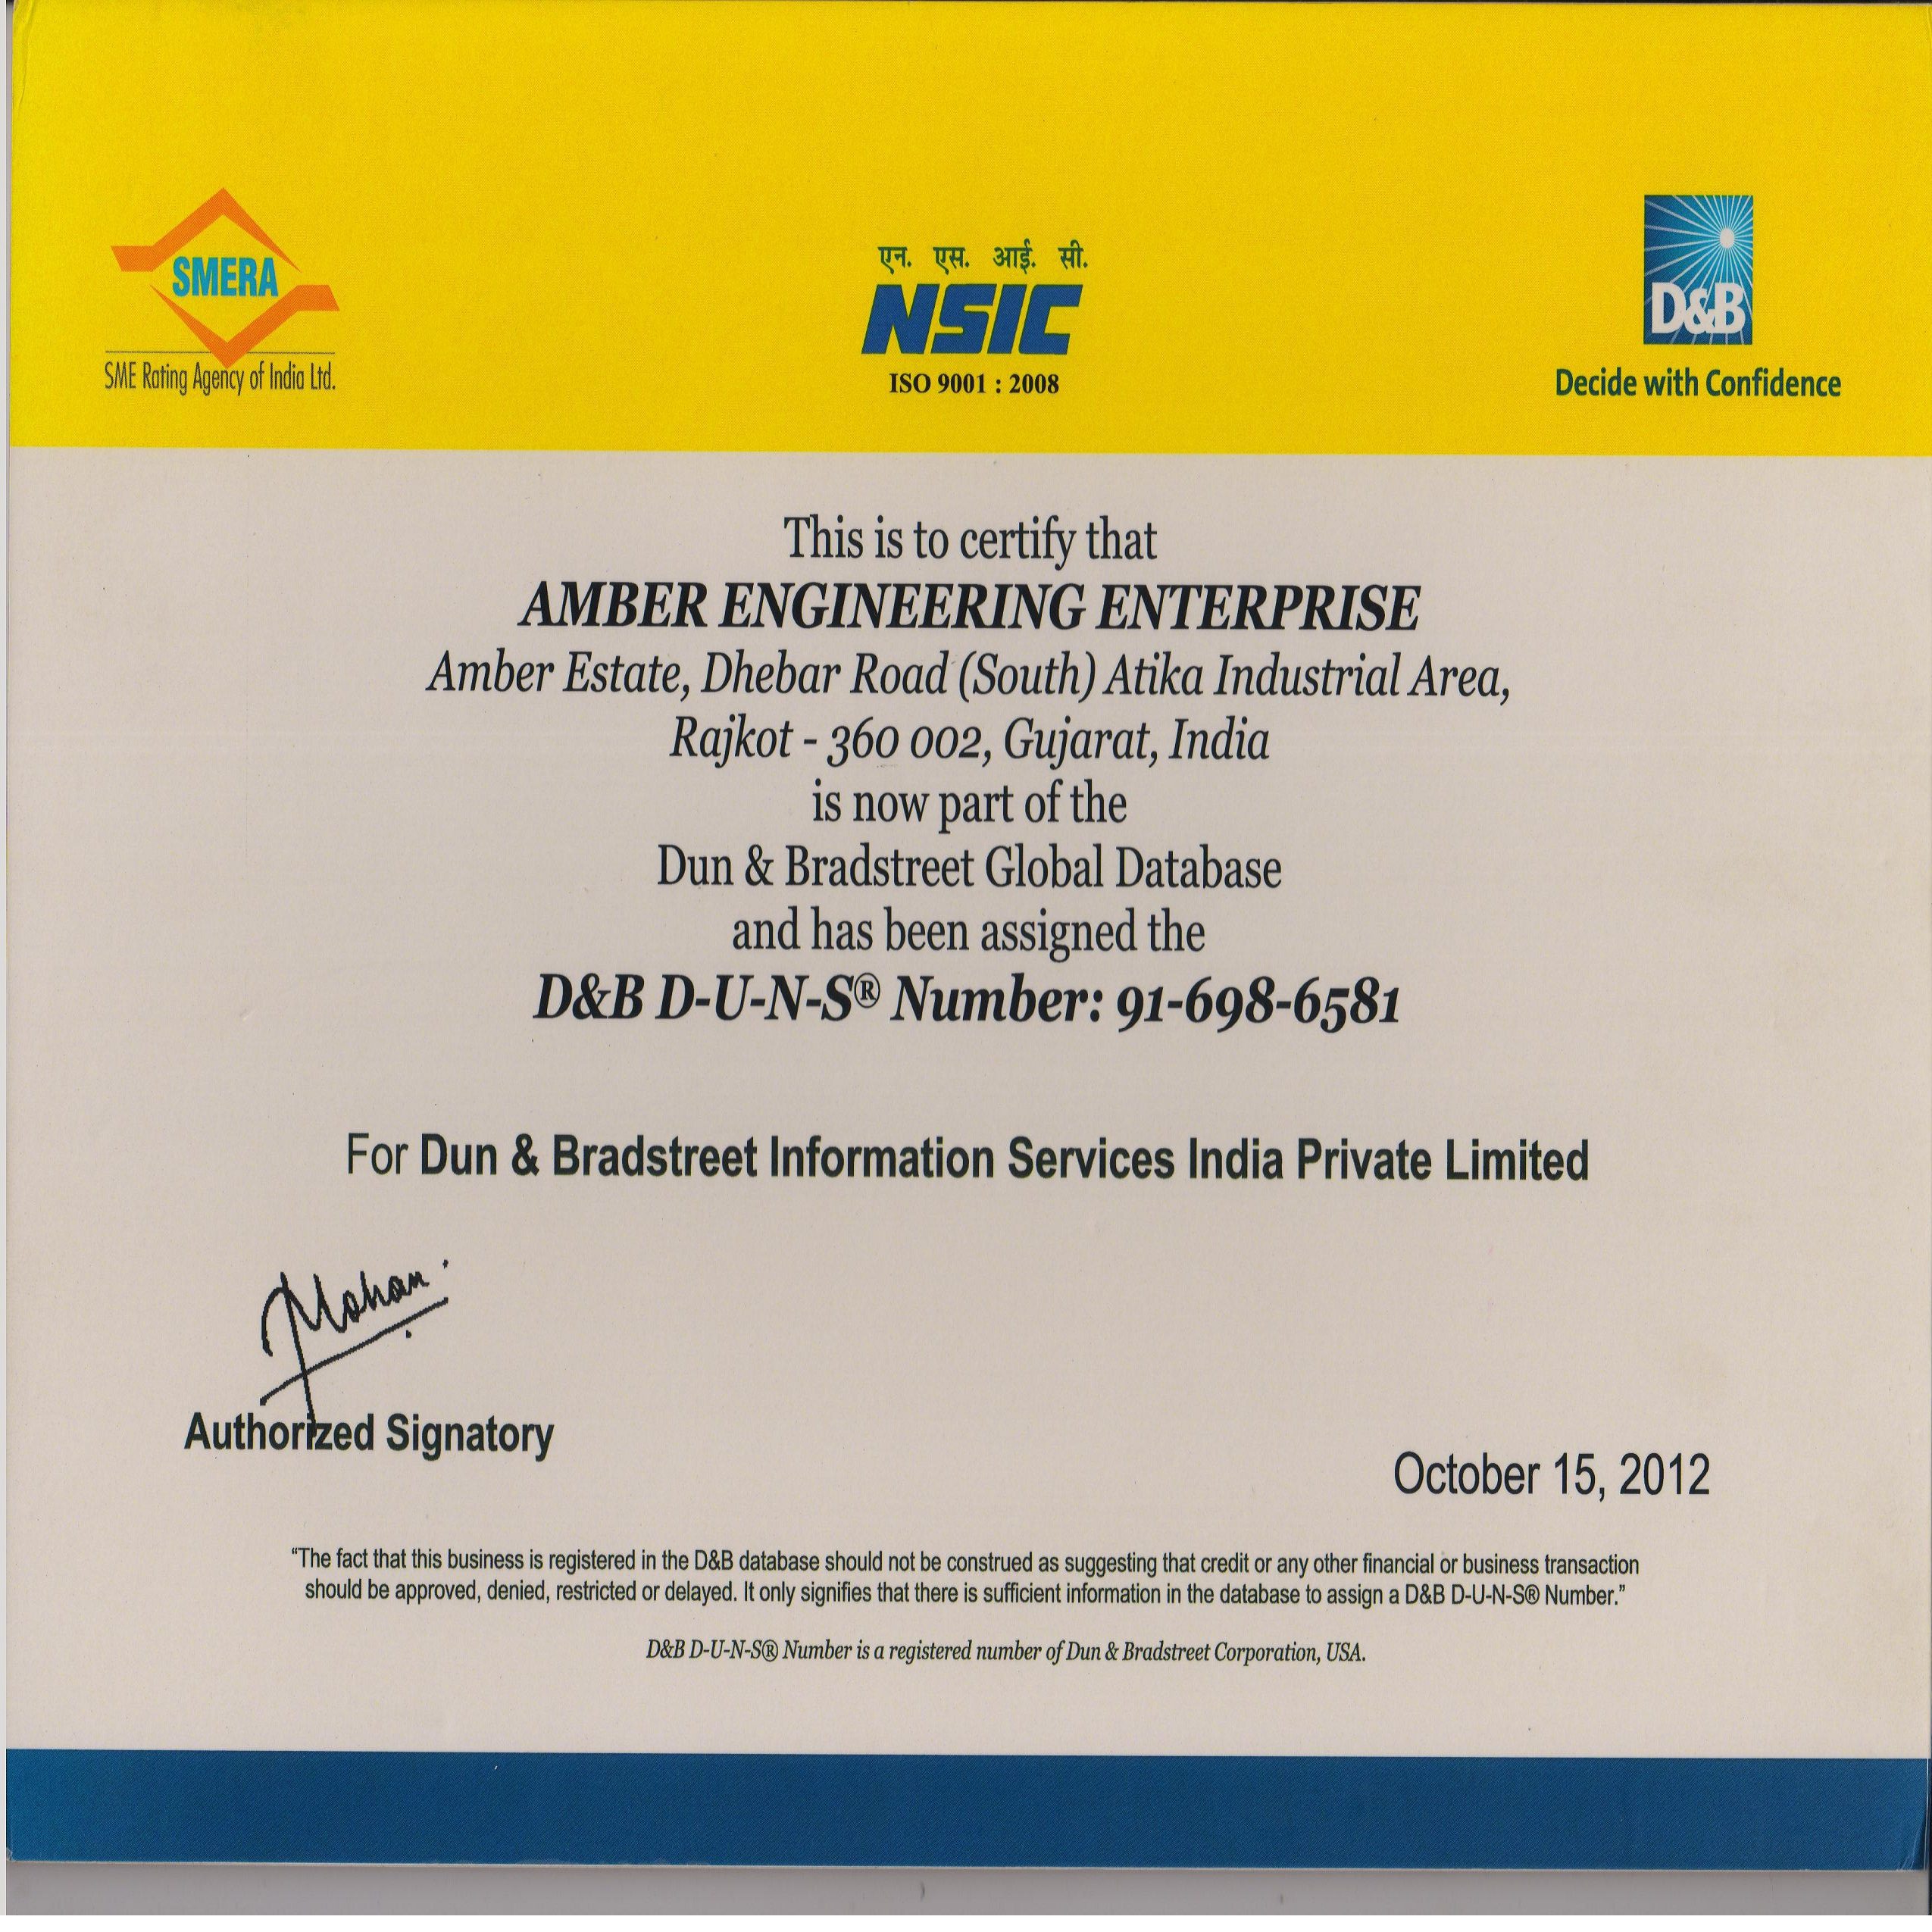 SMERA
SME Rating Agency of India Ltd.
एन. एस. आई. सी.
NSIC
ISO 9001 : 2008
D&B
Decide with Confidence
This is to certify that
AMBER ENGINEERING ENTERPRISE
Amber Estate, Dhebar Road (South) Atika Industrial Area,
Rajkot - 360 002, Gujarat, India
is now part of the
Dun & Bradstreet Global Database
and has been assigned the
D&B D-U-N-S® Number: 91-698-6581
For Dun & Bradstreet Information Services India Private Limited
Mohan
Authorized Signatory
October 15, 2012
“The fact that this business is registered in the D&B database should not be construed as suggesting that credit or any other financial or business transaction
should be approved, denied, restricted or delayed. It only signifies that there is sufficient information in the database to assign a D&B D-U-N-S® Number.”
D&B D-U-N-S® Number is a registered number of Dun & Bradstreet Corporation, USA.